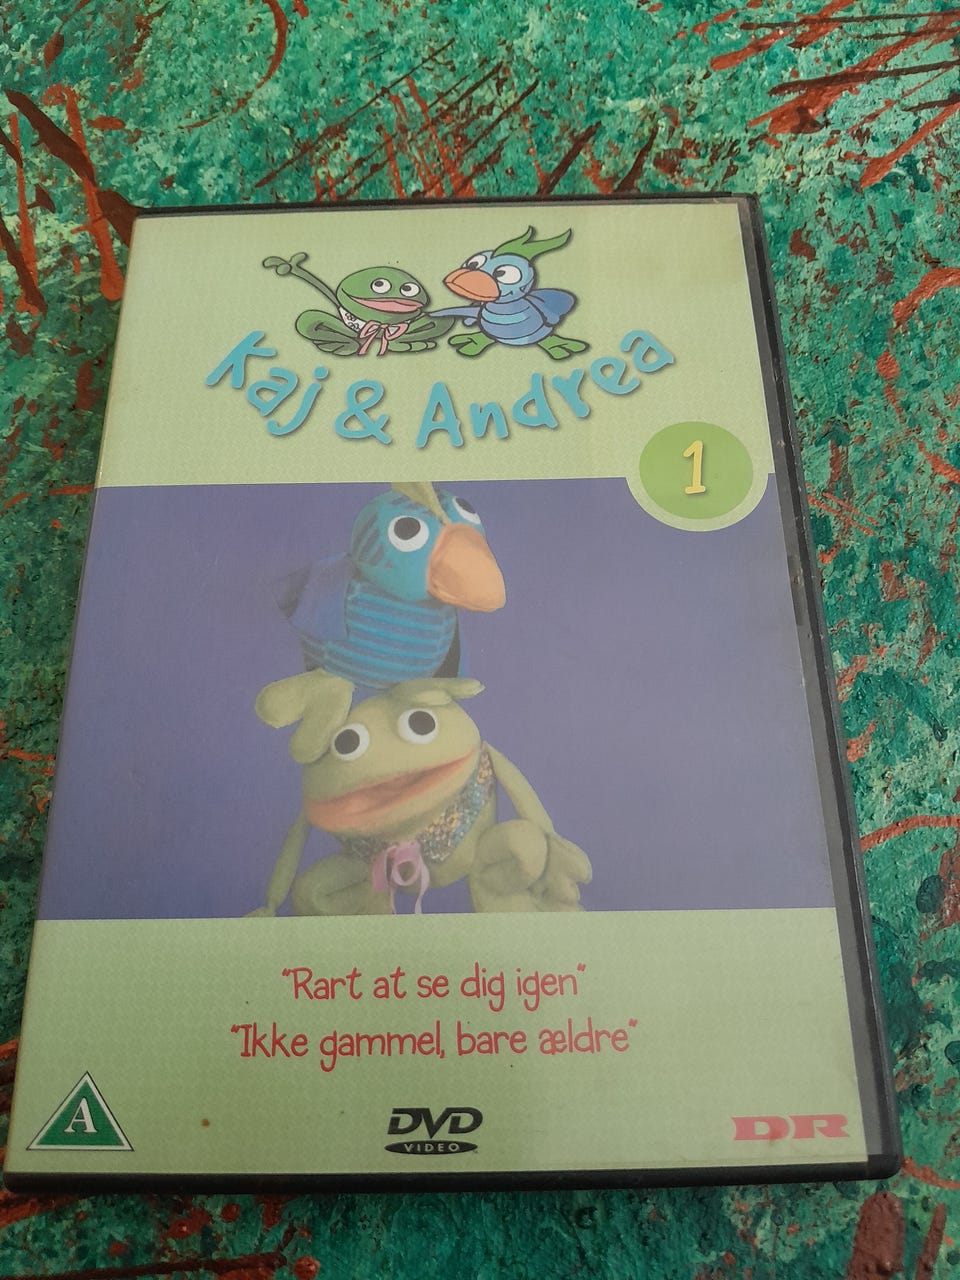 Kaj & Andrea
1
"Rart at se dig igen"
"Ikke gammel, bare ældre"
A
DVD
VIDEO
DR